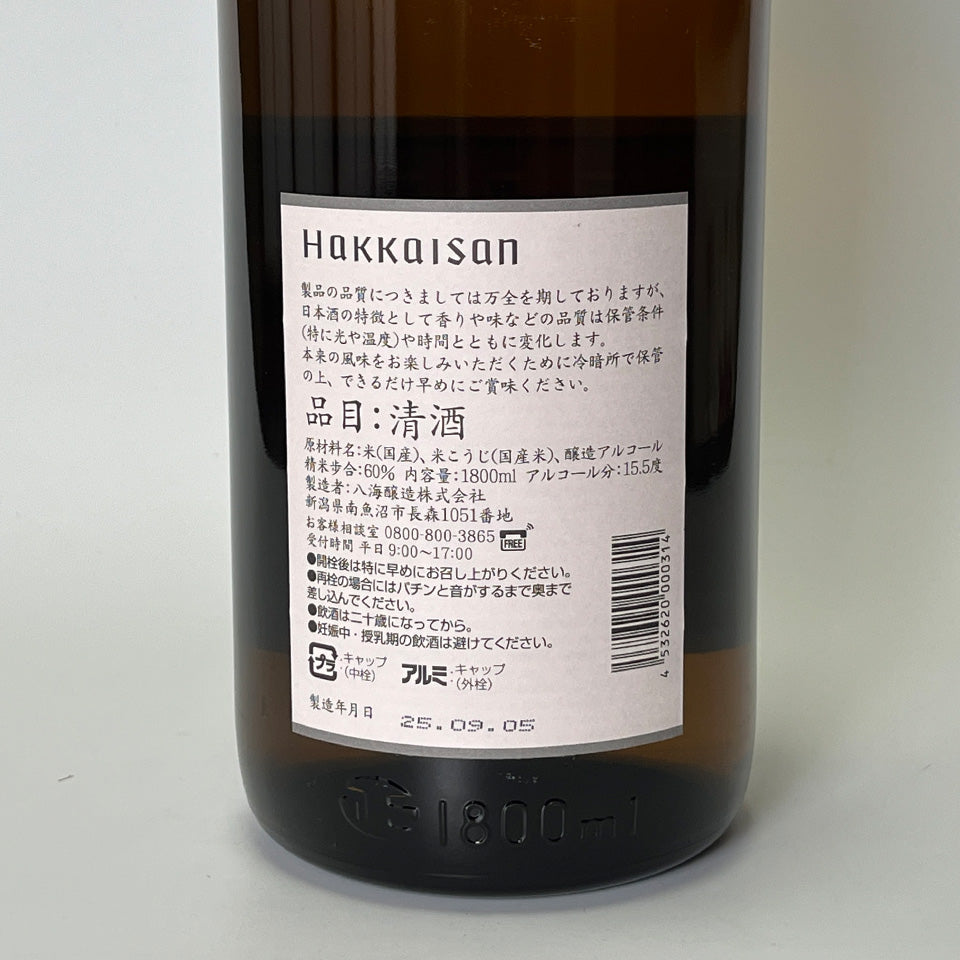 Hakkaisan
製品の品質につきましては万全を期しておりますが、
日本酒の特徴として香りや味などの品質は保管条件
(特に光や温度)や時間とともに変化します。
本来の風味をお楽しみいただくために冷暗所で保管
の上、できるだけ早めにご賞味ください。
品目:清酒
原材料名:米(国産)、米こうじ(国産米)、醸造アルコール
精米歩合:60% 内容量:1800ml アルコール分:15.5度
製造者:八海醸造株式会社
新潟県南魚沼市長森1051番地
お客様相談室 0800-800-3865 FREE
受付時間 平日 9:00〜17:00
●開栓後は特に早めにお召し上がりください。
●再栓の場合にはパチンと音がするまで奥まで
差し込んでください。
●飲酒は二十歳になってから。
●妊娠中・授乳期の飲酒は避けてください。
プラ:キャップ(中栓) アルミ:キャップ(外栓)
製造年月日 25.09.05
4 532620 000314
1800ml